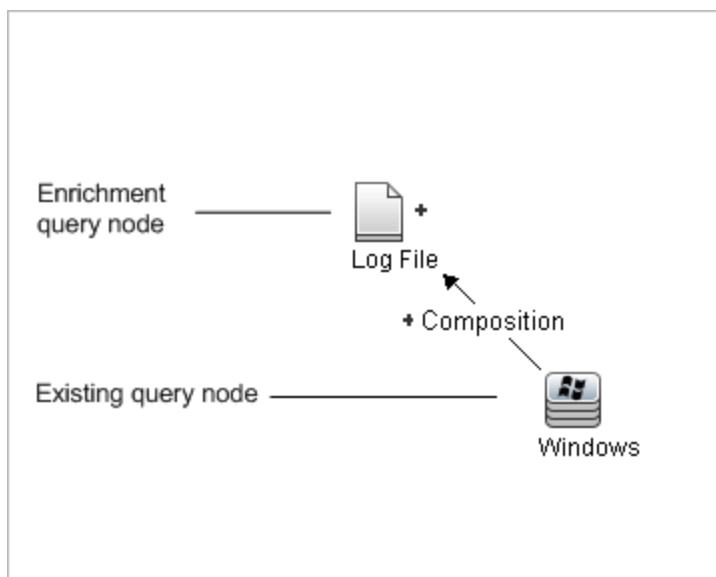 Enrichment
query node
+
Log File
+ Composition
Existing query node
Windows